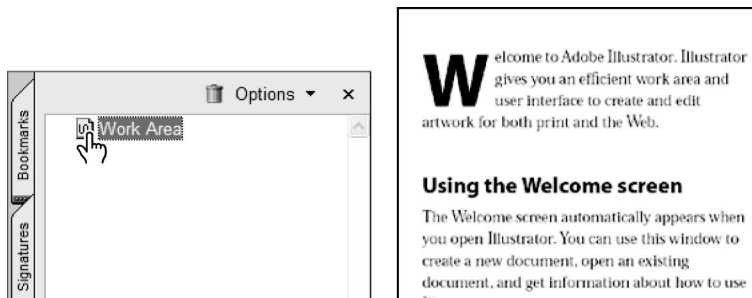 Options
Bookmarks
Work Area
Signatures
Welcome to Adobe Illustrator. Illustrator
gives you an efficient work area and
user interface to create and edit
artwork for both print and the Web.
Using the Welcome screen
The Welcome screen automatically appears when
you open Illustrator. You can use this window to
create a new document, open an existing
document, and get information about how to use